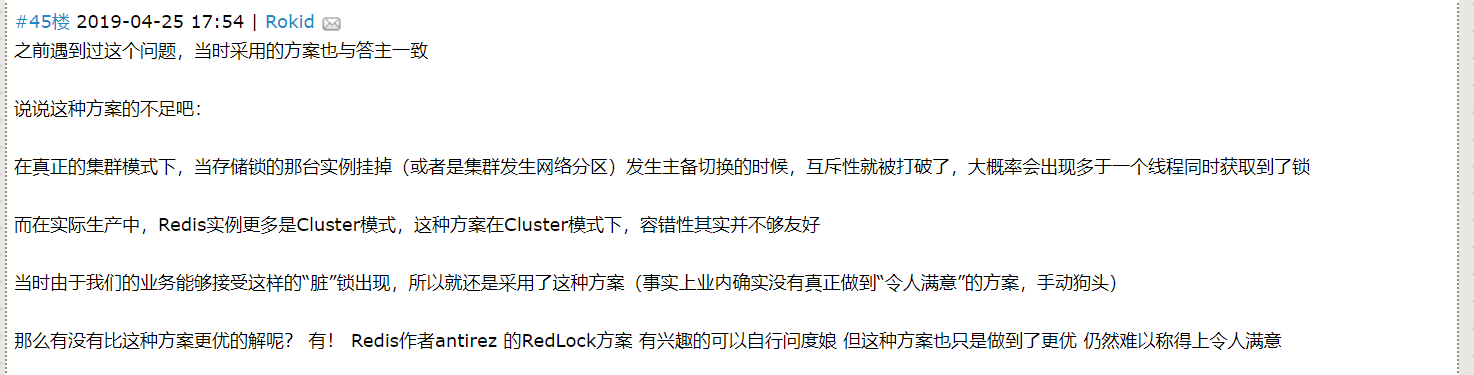 #45楼 2019-04-25 17:54 | Rokid
之前遇到过这个问题，当时采用的方案也与答主一致
说说这种方案的不足吧：
在真正的集群模式下，当存储锁的那台实例挂掉（或者是集群发生网络分区）发生主备切换的时候，互斥性就被打破了，大概率会出现多于一个线程同时获取到了锁
而在实际生产中，Redis实例更多是Cluster模式，这种方案在Cluster模式下，容错性其实并不够友好
当时由于我们的业务能够接受这样的“脏”锁出现，所以就还是采用了这种方案（事实上业内确实没有真正做到“令人满意”的方案，手动狗头）
那么有没有比这种方案更优的解呢？ 有！ Redis作者antirez 的RedLock方案 有兴趣的可以自行问度娘 但这种方案也只是做到了更优 仍然难以称得上令人满意